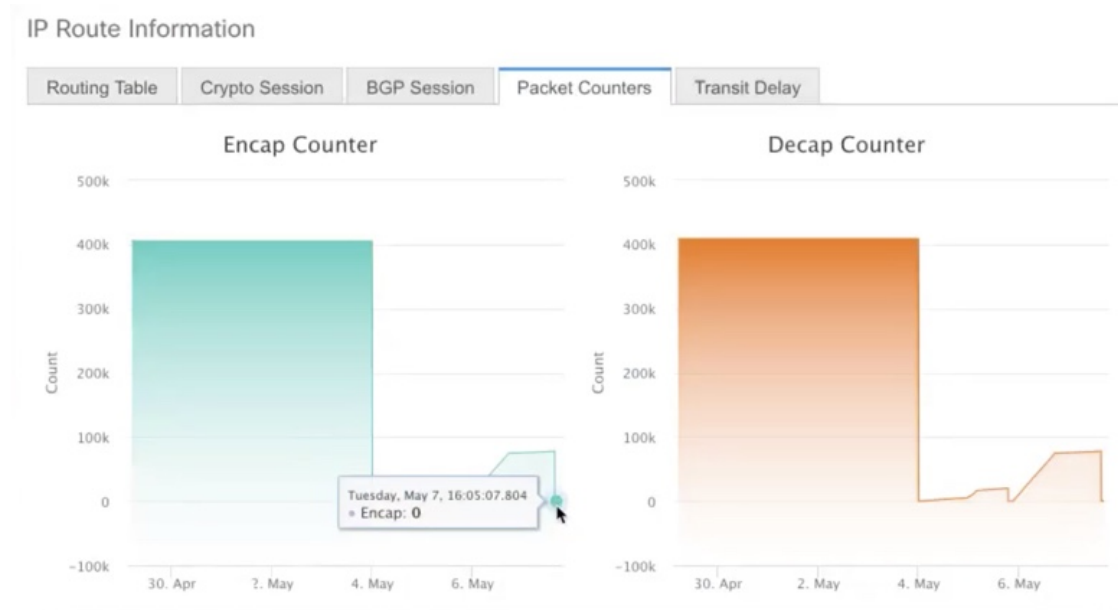 IP Route Information
Routing Table
Crypto Session
BGP Session
Packet Counters
Transit Delay
Encap Counter
500k
400k
300k
200k
100k
0
-100k
Count
30. Apr
2. May
4. May
6. May
Tuesday, May 7, 16:05:07.804
Encap: 0
Decap Counter
500k
400k
300k
200k
100k
0
-100k
Count
30. Apr
2. May
4. May
6. May